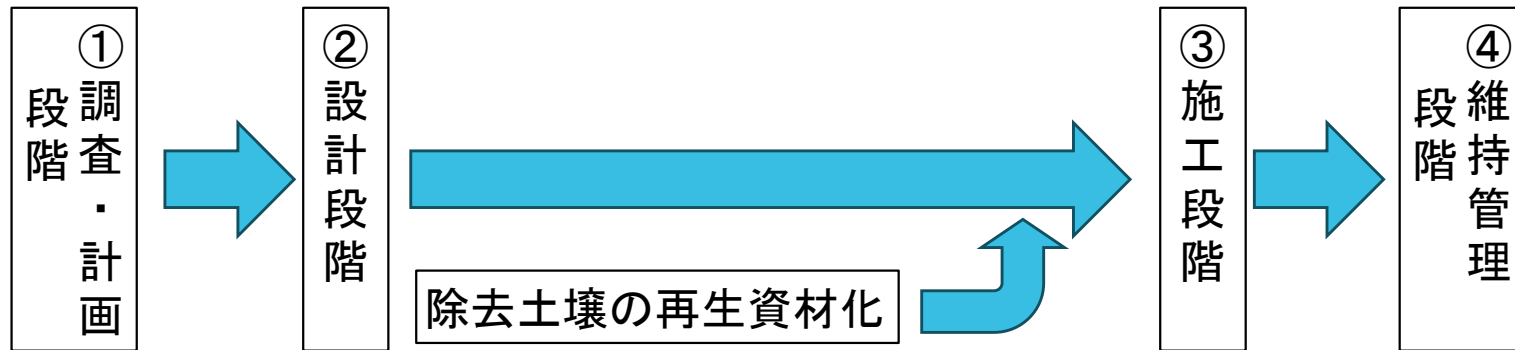 ①調査・計画
段階
②設計段階
除去土壌の再生資材化
③施工段階
④維持管理
段階